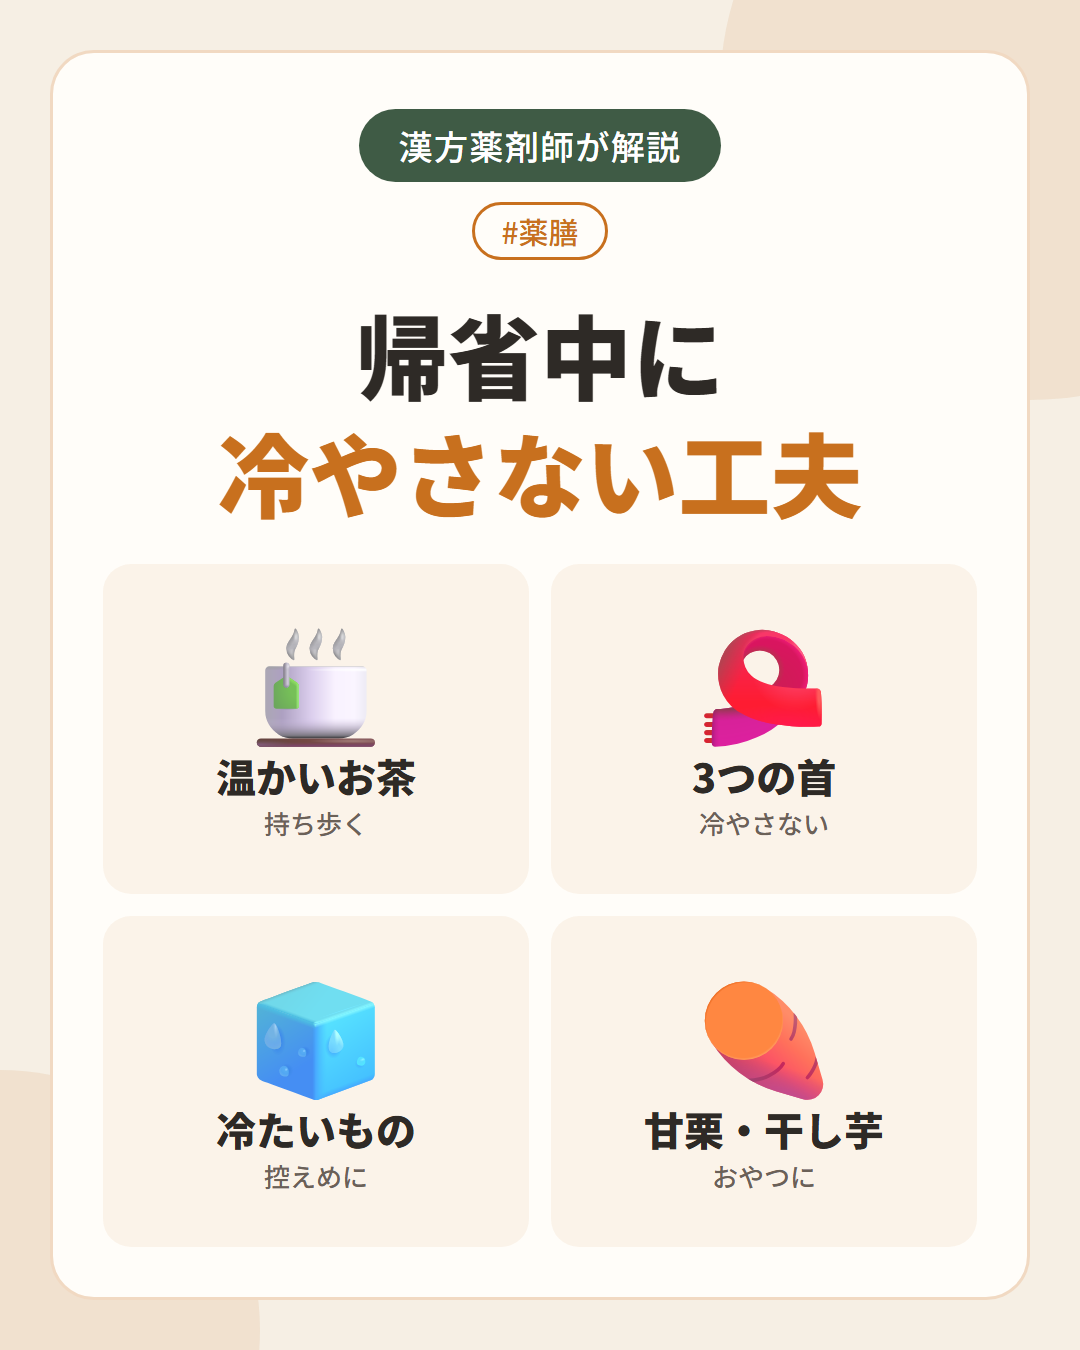 漢方薬剤師が解説
#薬膳
帰省中に
冷やさない工夫
温かいお茶
持ち歩く
3つの首
冷やさない
冷たいもの
控えめに
甘栗・干し芋
おやつに